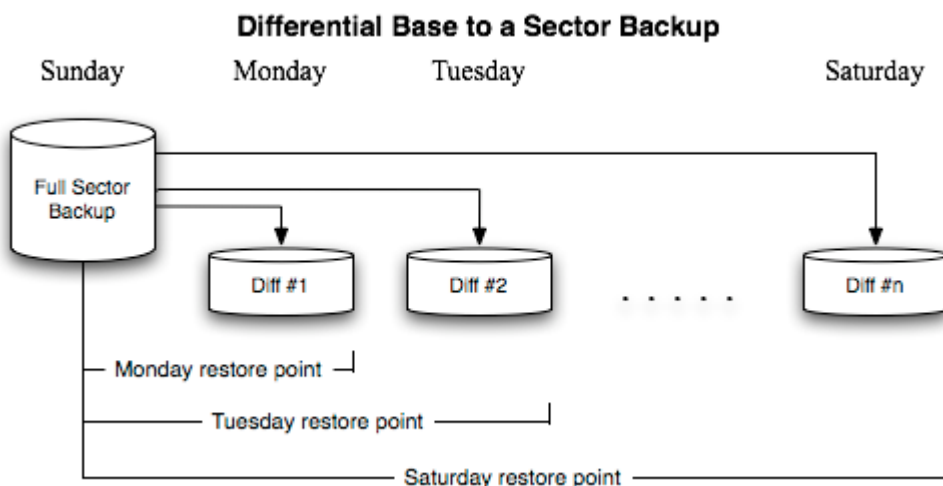 Differential Base to a Sector Backup
Sunday Monday Tuesday Saturday
Full Sector
Backup
Diff #1 Diff #2 . . . . . Diff #n
Monday restore point
Tuesday restore point
Saturday restore point